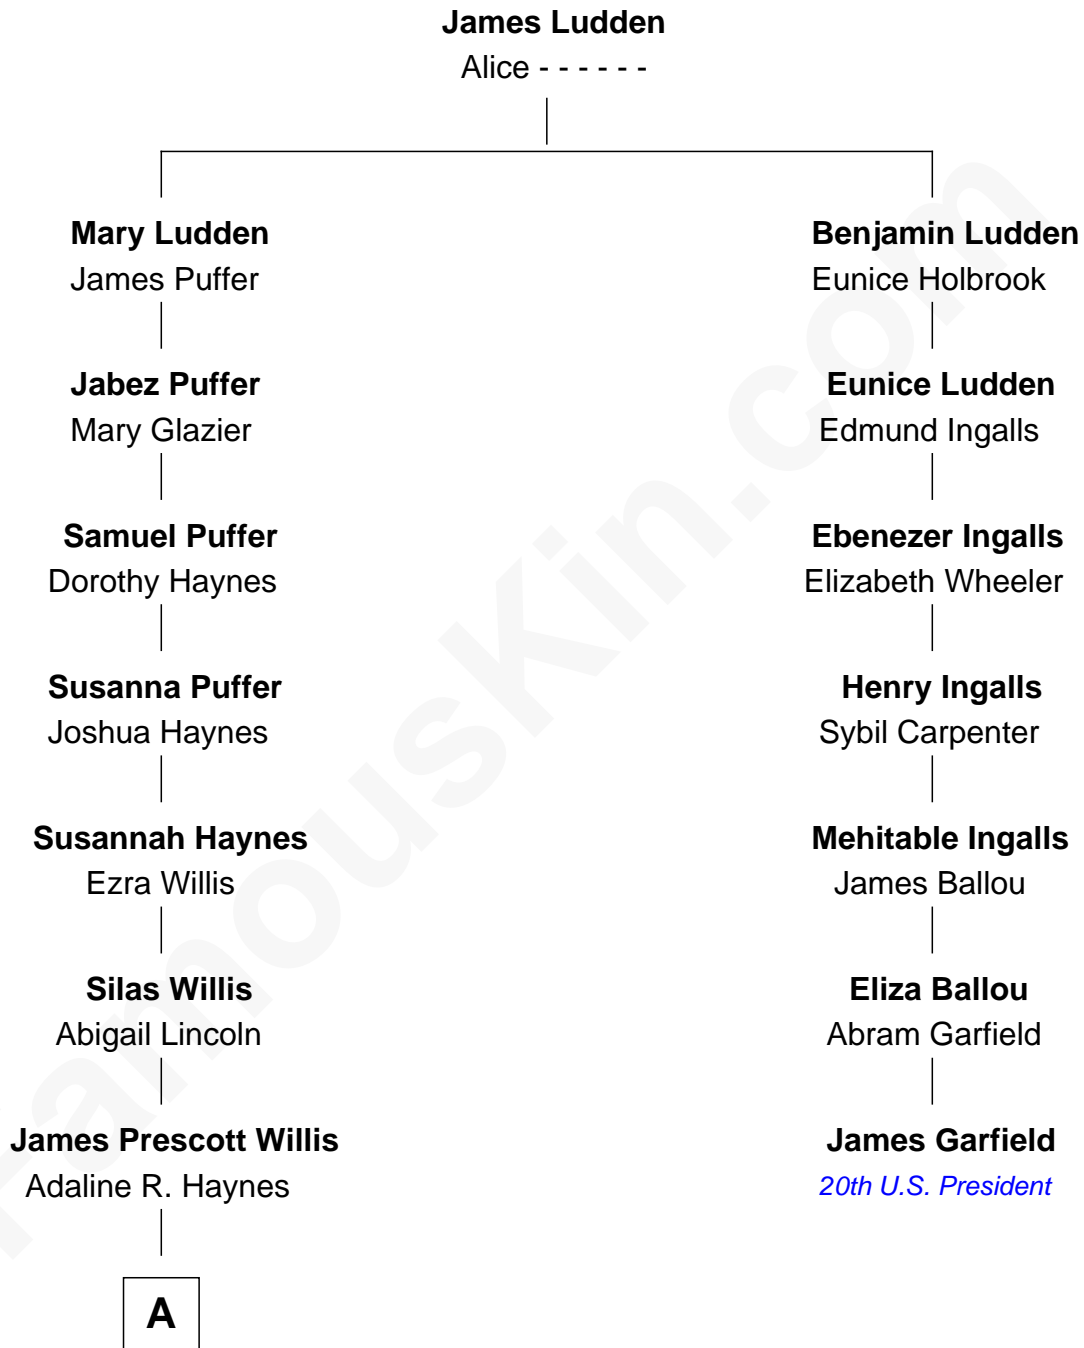 James Ludden
Alice - - - - - -
Mary Ludden
James Puffer
Benjamin Ludden
Eunice Holbrook
Jabez Puffer
Mary Glazier
Eunice Ludden
Edmund Ingalls
Samuel Puffer
Dorothy Haynes
Ebenezer Ingalls
Elizabeth Wheeler
Susanna Puffer
Joshua Haynes
Henry Ingalls
Sybil Carpenter
Susannah Haynes
Ezra Willis
Mehitable Ingalls
James Ballou
Silas Willis
Abigail Lincoln
Eliza Ballou
Abram Garfield
James Prescott Willis
Adaline R. Haynes
James Garfield
20th U.S. President
A
FamousKin.com